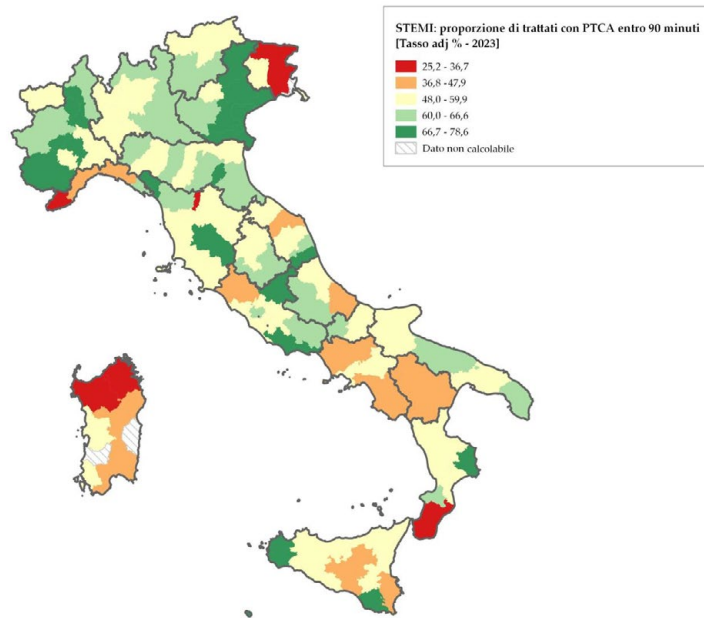 STEMI: proporzione di trattati con PTCA entro 90 minuti
[Tasso adj % - 2023]
25,2 - 36,7
36,8 -47,9
48,0 - 59,9
60,0 - 66,6
66,7 - 78,6
Dato non calcolabile